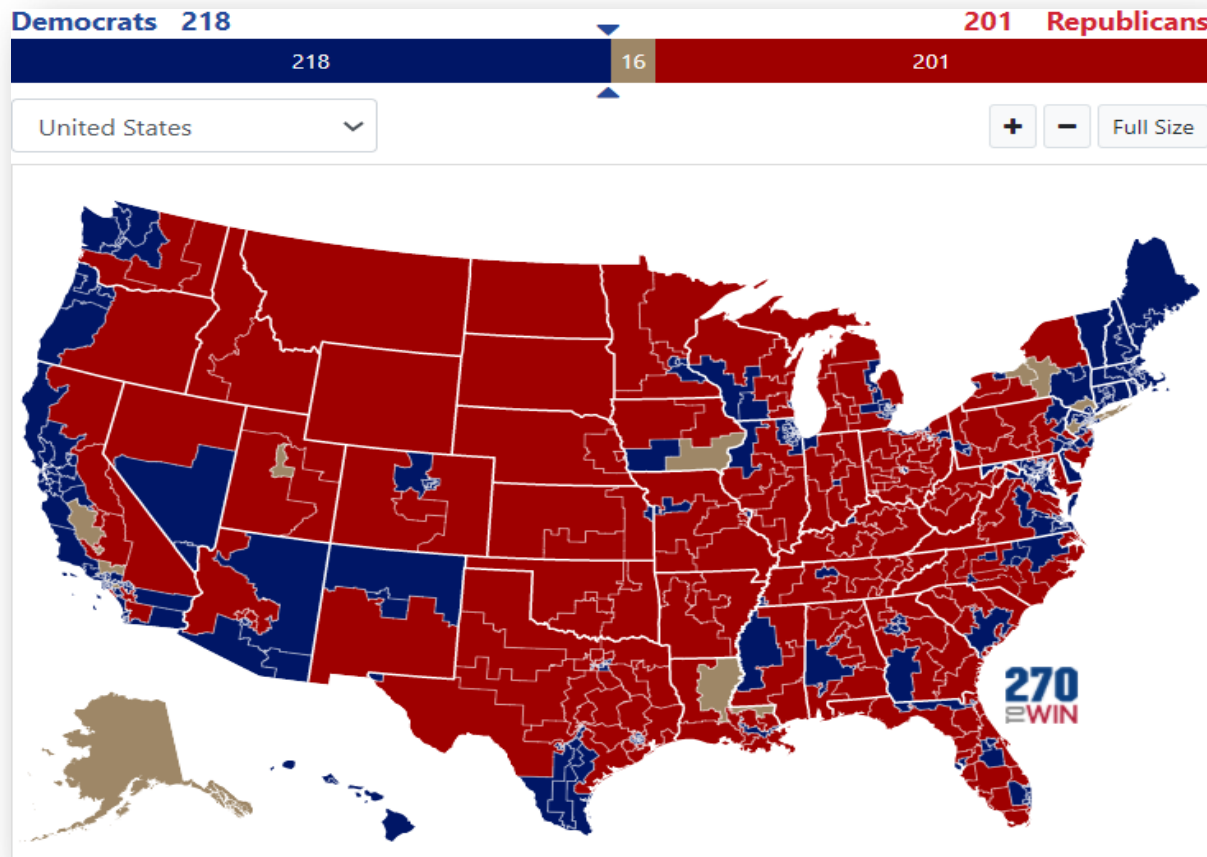 Democrats 218 201 Republicans
218 16 201
United States + − Full Size
270
TO WIN